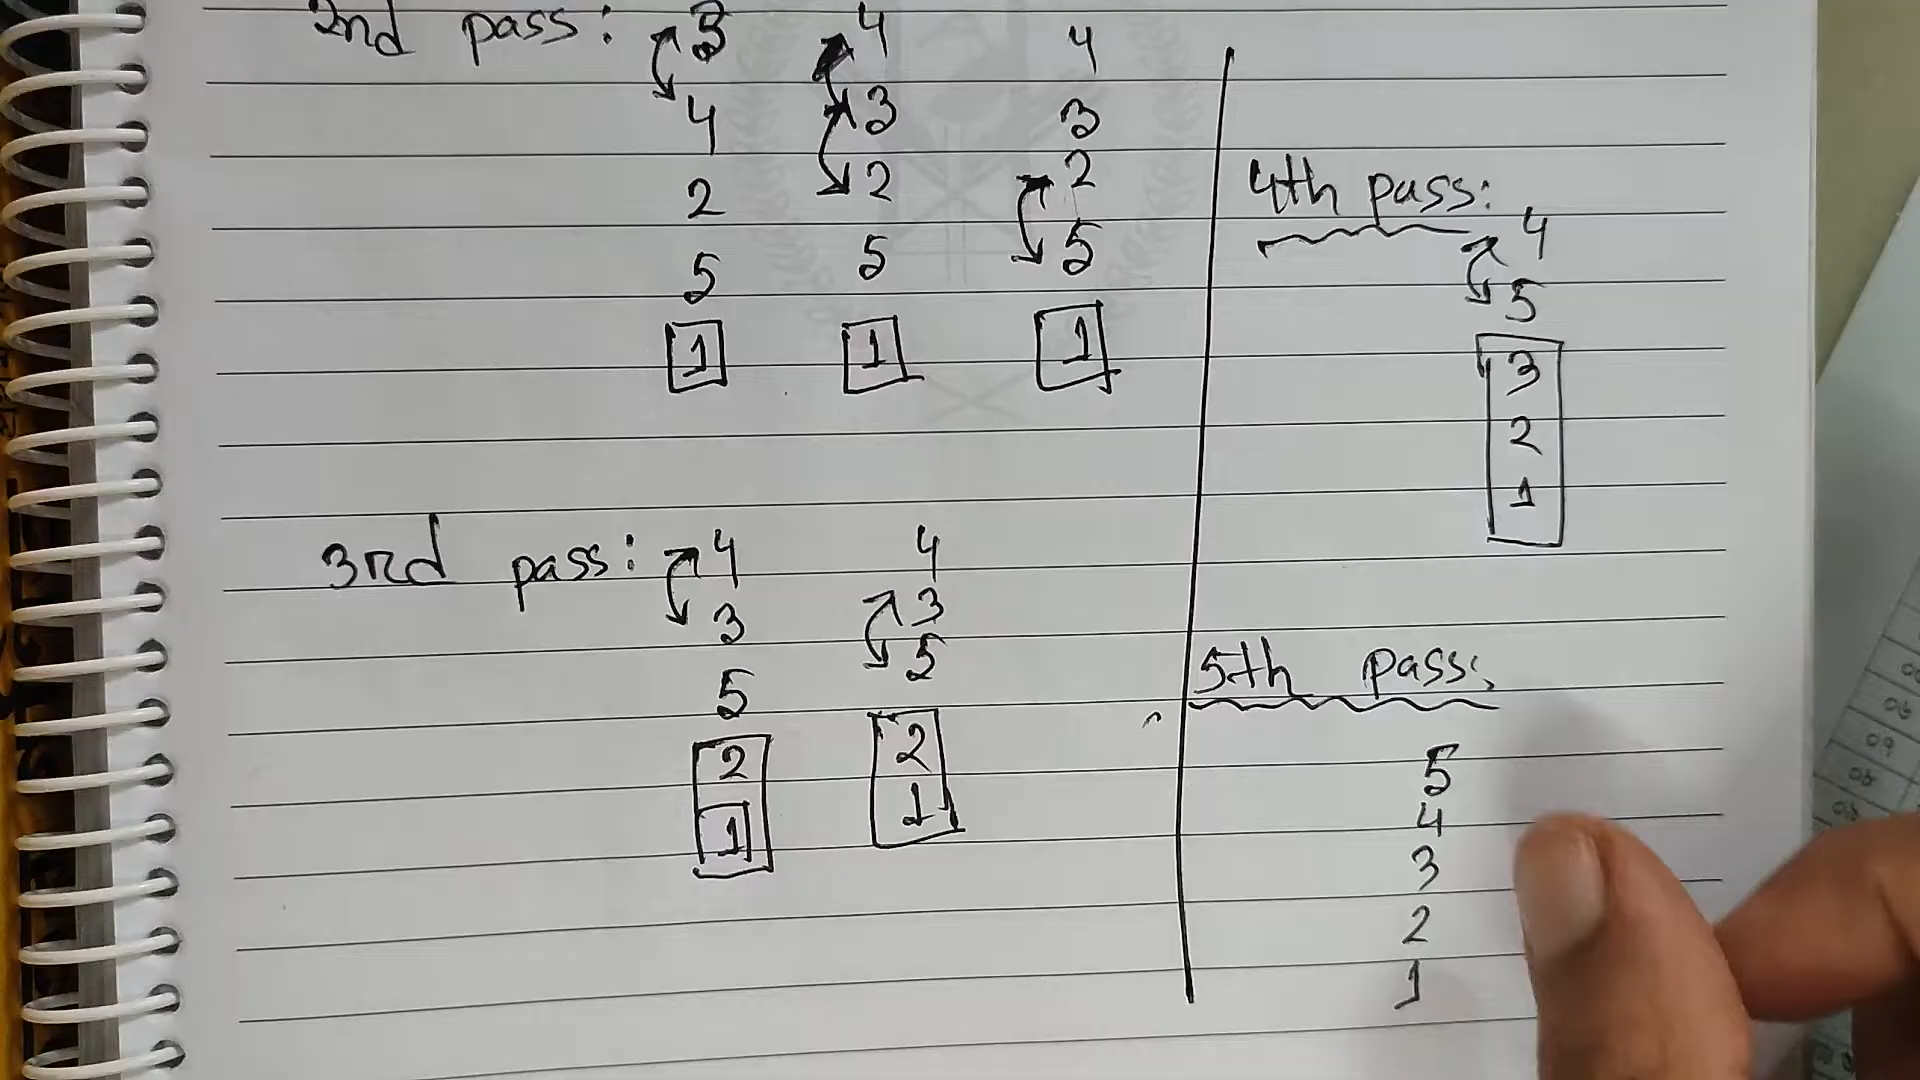 2nd pass: 3 4 4
4 3 3
2 2 2
5 5 5
1 1 1
3rd pass: 4 4
3 3
5 5
2 2
1 1
4th pass:
4
5
3
2
1
5th pass:
5
4
3
2
1